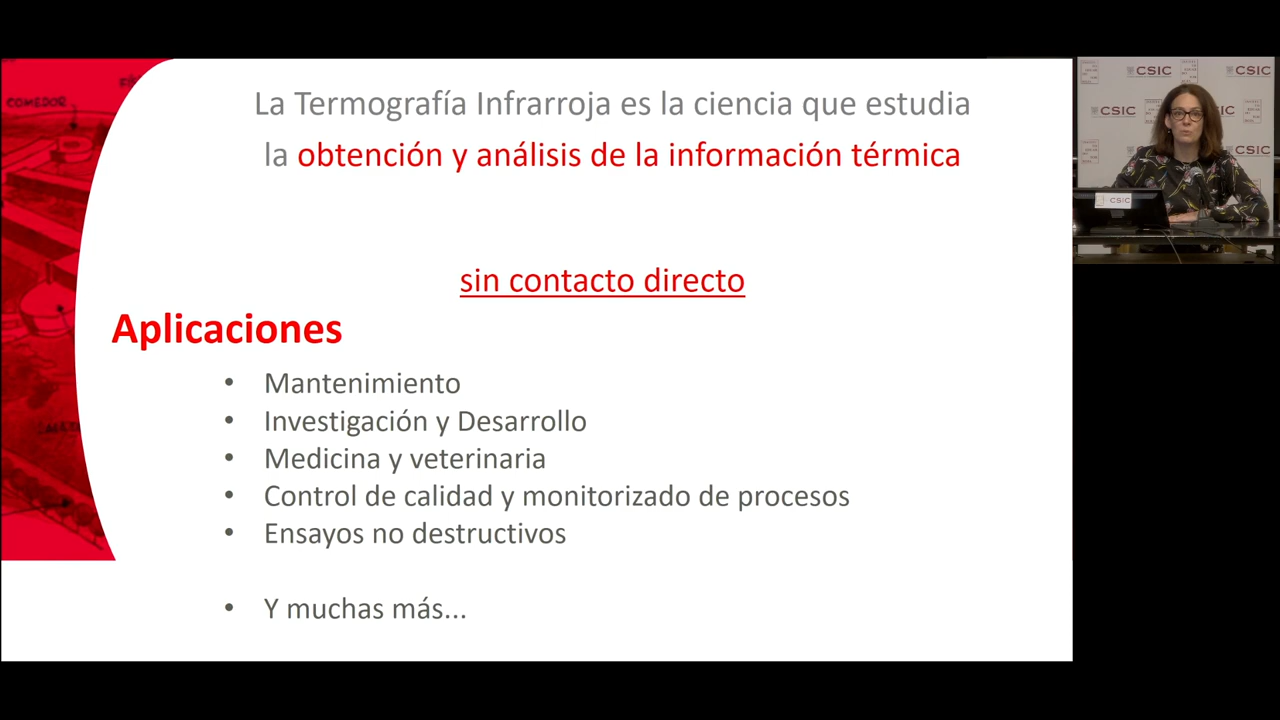 La Termografía Infrarroja es la ciencia que estudia
la obtención y análisis de la información térmica
sin contacto directo
Aplicaciones
• Mantenimiento
• Investigación y Desarrollo
• Medicina y veterinaria
• Control de calidad y monitorizado de procesos
• Ensayos no destructivos
• Y muchas más...
COMEDOR
CSIC
CSIC
CSIC
CSIC
CSIC
CSIC